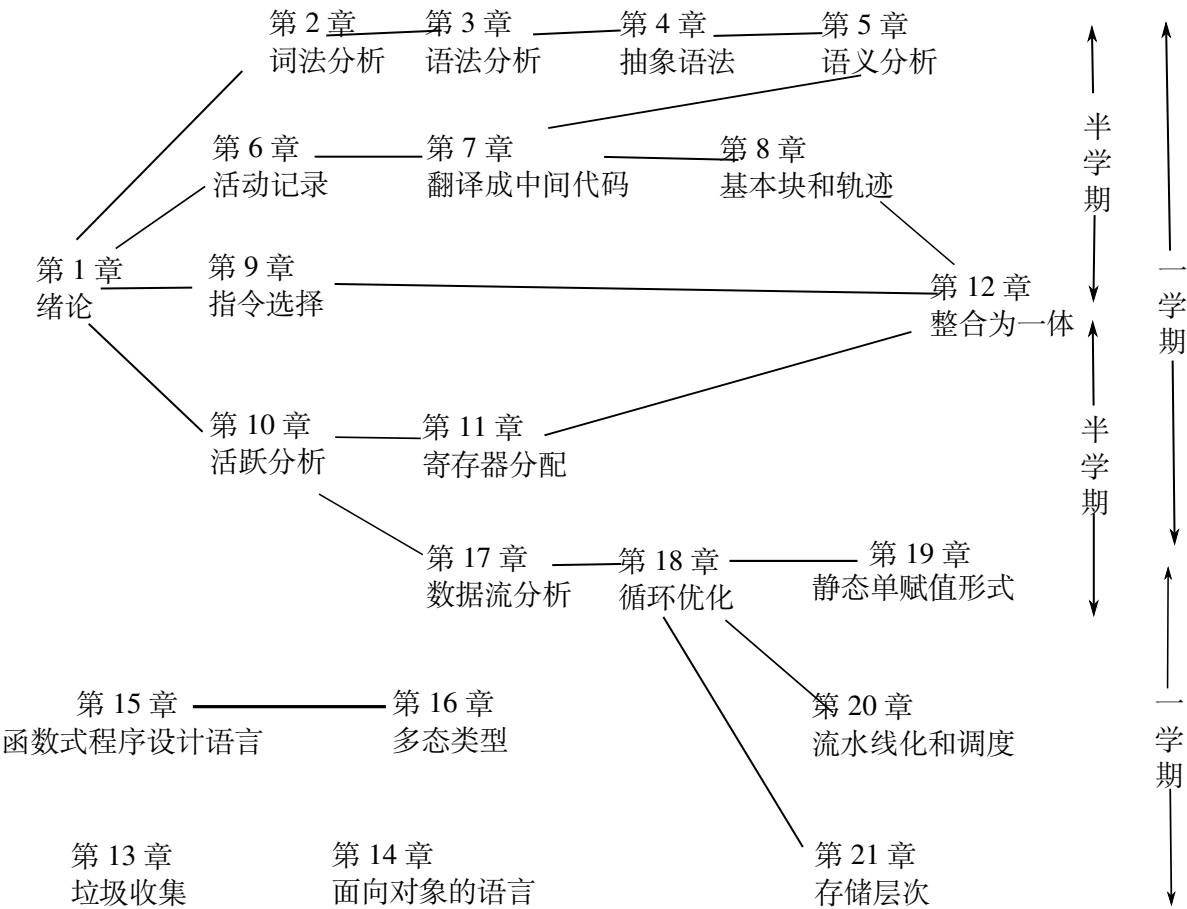 第 2 章
词法分析
第 3 章
语法分析
第 4 章
抽象语法
第 5 章
语义分析
第 6 章
活动记录
第 7 章
翻译成中间代码
第 8 章
基本块和轨迹
半学期
第 1 章
绪论
第 9 章
指令选择
第 12 章
整合为一体
一学期
第 10 章
活跃分析
第 11 章
寄存器分配
半学期
第 17 章
数据流分析
第 18 章
循环优化
第 19 章
静态单赋值形式
第 15 章
函数式程序设计语言
第 16 章
多态类型
第 20 章
流水线化和调度
一学期
第 13 章
垃圾收集
第 14 章
面向对象的语言
第 21 章
存储层次